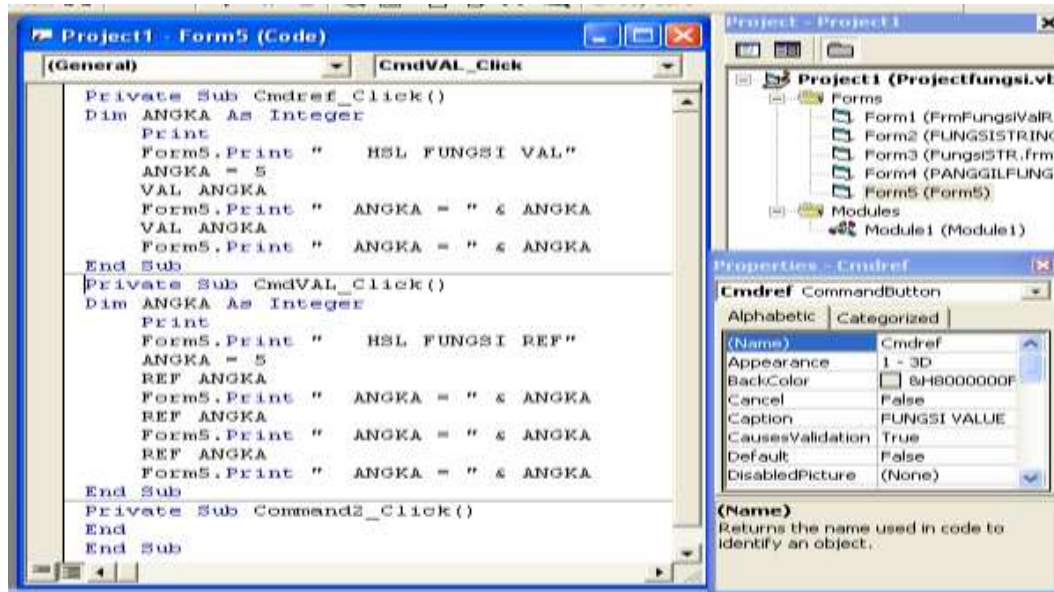 Project1 - Form5 (Code)
(General) CmdVAL_Click
Private Sub Cmdref_Click()
Dim ANGKA As Integer
Print
Form5.Print "    HSL FUNGSI VAL"
ANGKA = 5
VAL ANGKA
Form5.Print "   ANGKA = " & ANGKA
VAL ANGKA
Form5.Print "   ANGKA = " & ANGKA
End Sub
Private Sub CmdVAL_Click()
Dim ANGKA As Integer
Print
Form5.Print "    HSL FUNGSI REF"
ANGKA = 5
REF ANGKA
Form5.Print "   ANGKA = " & ANGKA
REF ANGKA
Form5.Print "   ANGKA = " & ANGKA
REF ANGKA
Form5.Print "   ANGKA = " & ANGKA
End Sub
Private Sub Command2_Click()
End
End Sub
Project - Project1
Project1 (Projectfungsi.vb
Forms
Form1 (FrmFungsiValR
Form2 (FUNGSISTRING
Form3 (FungsiSTR.frm
Form4 (PANGGILFUNG
Form5 (Form5)
Modules
Module1 (Module1)
Properties - Cmdref
Cmdref CommandButton
Alphabetic Categorized
(Name) Cmdref
Appearance 1 - 3D
BackColor &H8000000F
Cancel False
Caption FUNGSI VALUE
CausesValidation True
Default False
DisabledPicture (None)
(Name)
Returns the name used in code to
identify an object.